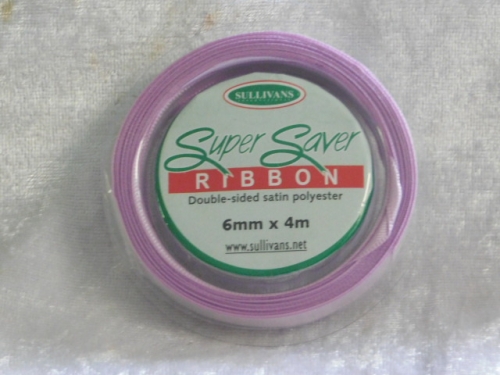 SULLIVANS
Super Saver
RIBBON
Double-sided satin polyester
6mm x 4m
www.sullivans.net